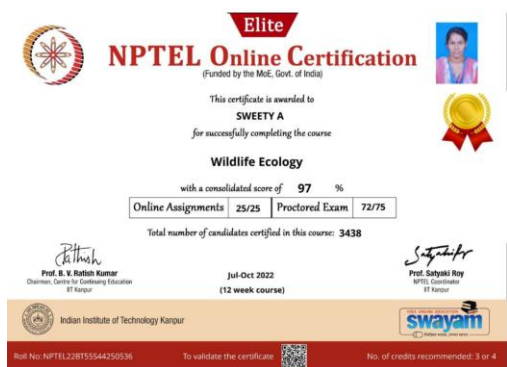 Elite
NPTEL Online Certification
(Funded by the MoE, Govt. of India)
This certificate is awarded to
SWEETY A
for successfully completing the course
Wildlife Ecology
with a consolidated score of 97 %
Online Assignments 25/25 Proctored Exam 72/75
Total number of candidates certified in this course: 3438
Prof. B. V. Ratish Kumar
Chairman, Centre for Continuing Education
IIT Kanpur
Jul-Oct 2022
(12 week course)
Prof. Satyaki Roy
NPTEL Coordinator
IIT Kanpur
Indian Institute of Technology Kanpur
FREE ONLINE EDUCATION
swayam
Roll No: NPTEL22BT55S44250536
To validate the certificate
No. of credits recommended: 3 or 4